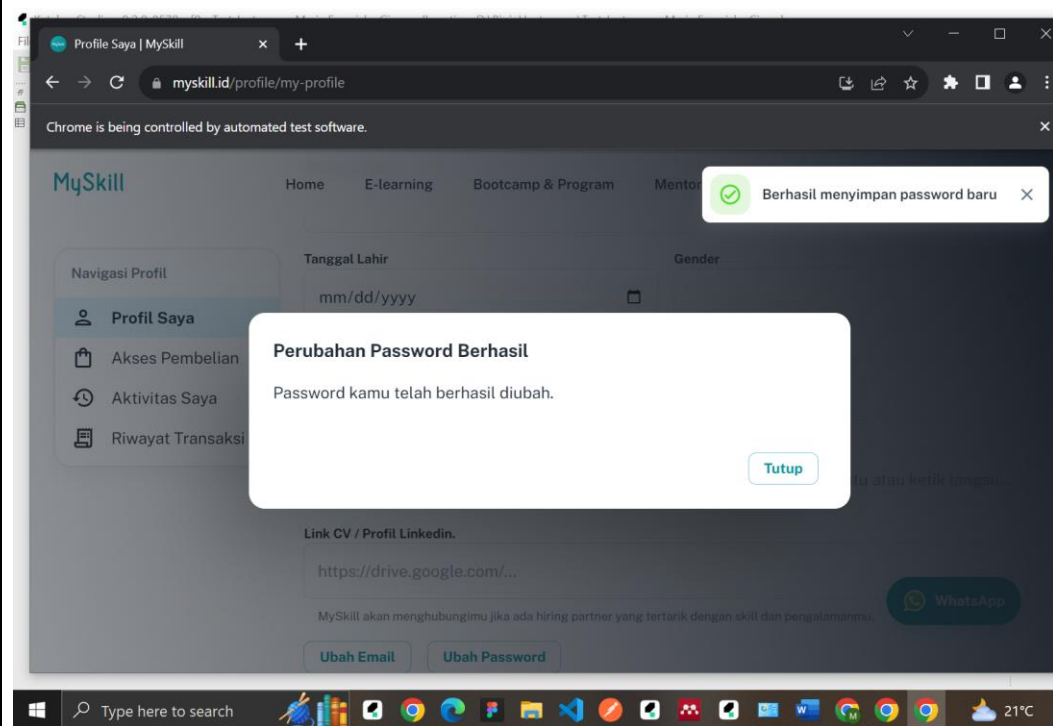 Profile Saya | MySkill
myskill.id/profile/my-profile
Chrome is being controlled by automated test software.
MySkill
Home E-learning Bootcamp & Program Mentor
Berhasil menyimpan password baru
Navigasi Profil
Profil Saya
Akses Pembelian
Aktivitas Saya
Riwayat Transaksi
Tanggal Lahir Gender
mm/dd/yyyy
Perubahan Password Berhasil
Password kamu telah berhasil diubah.
Tutup
atau ketik
Link CV / Profil Linkedin.
https://drive.google.com/...
WhatsApp
MySkill akan menghubungimu jika ada hiring partner yang tertarik dengan skill dan pengalamanmu.
Ubah Email Ubah Password
Type here to search
21°C